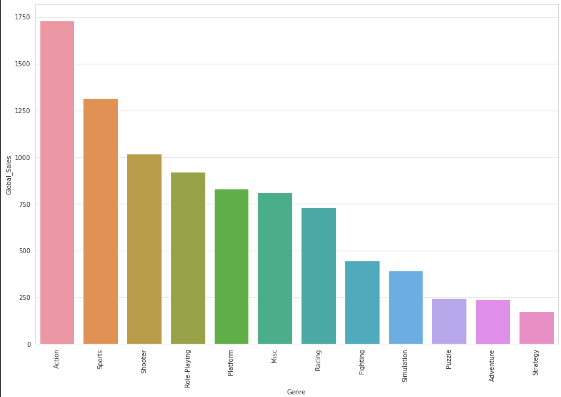 Global_Sales
1750
1500
1250
1000
750
500
250
0
Action
Sports
Shooter
Role-Playing
Platform
Misc
Racing
Fighting
Simulation
Puzzle
Adventure
Strategy
Genre